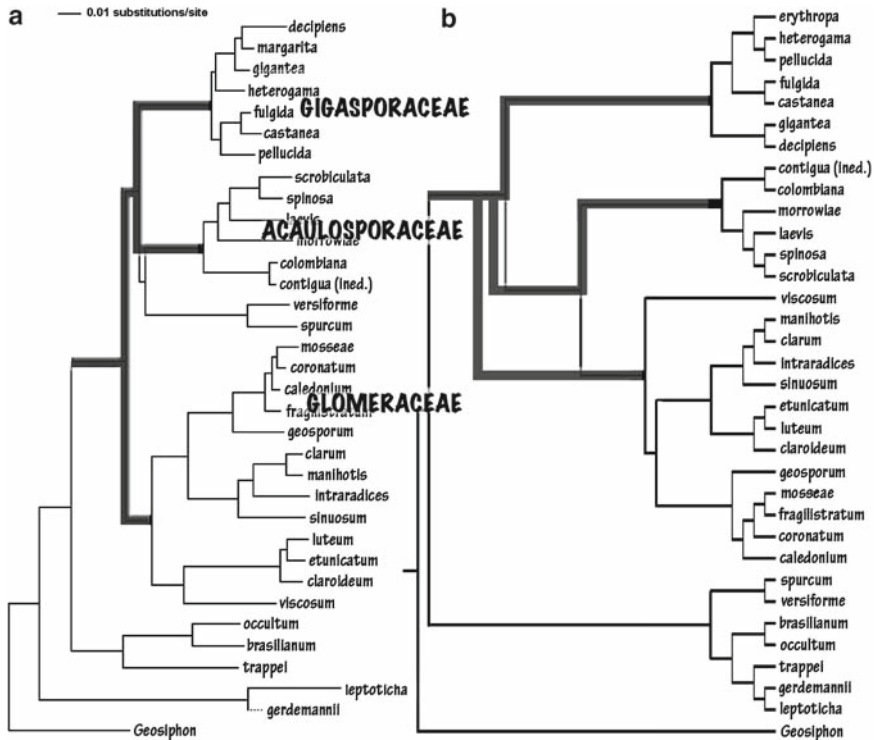 a
0.01 substitutions/site
decipiens
margarita
gigantea
heterogama
fulgida
GIGASPORACEAE
castanea
pellucida
scrobiculata
spinosa
laevis
ACAULOSPORACEAE
morrowiae
colombiana
contigua (ined.)
versiforme
spurcum
mosseae
coronatum
caledonium
GLOMERACEAE
fragilistratum
geosporum
clarum
manihotis
intraradices
sinuosum
luteum
etunicatum
claroideum
viscosum
occultum
brasilianum
trappei
leptoticha
gerdemannii
Geosiphon
b
erythropa
heterogama
pellucida
fulgida
castanea
gigantea
decipiens
contigua (ined.)
colombiana
morrowiae
laevis
spinosa
scrobiculata
viscosum
manihotis
clarum
intraradices
sinuosum
etunicatum
luteum
claroideum
geosporum
mosseae
fragilistratum
coronatum
caledonium
spurcum
versiforme
brasilianum
occultum
trappei
gerdemannii
leptoticha
Geosiphon